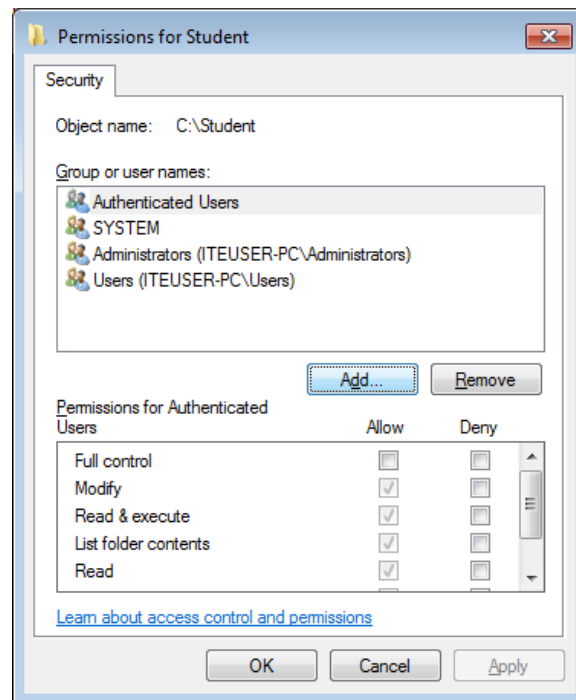 Permissions for Student
Security
Object name: C:\Student
Group or user names:
Authenticated Users
SYSTEM
Administrators (ITEUSER-PC\Administrators)
Users (ITEUSER-PC\Users)
Add...
Remove
Permissions for Authenticated
Users Allow Deny
Full control
Modify
Read & execute
List folder contents
Read
Learn about access control and permissions
OK Cancel Apply